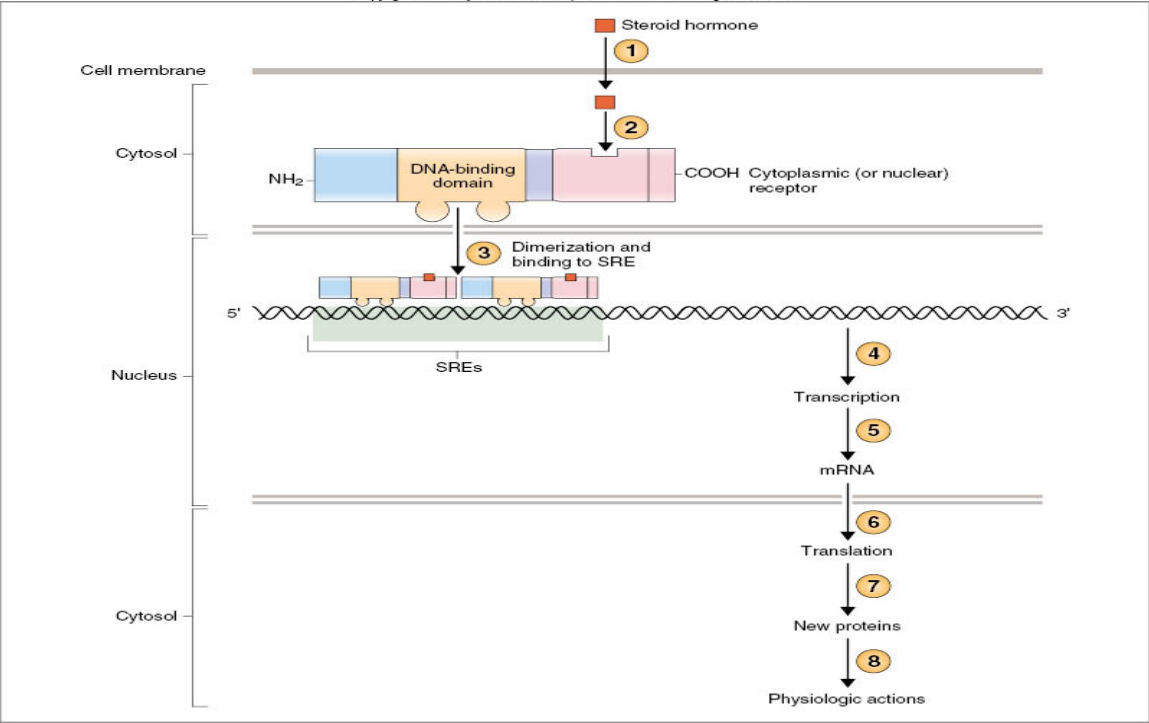 Steroid hormone
1
Cell membrane
2
Cytosol
DNA-binding
domain
NH2
COOH Cytoplasmic (or nuclear)
receptor
3
Dimerization and
binding to SRE
5'
3'
SREs
4
Nucleus
Transcription
5
mRNA
6
Translation
7
Cytosol
New proteins
8
Physiologic actions